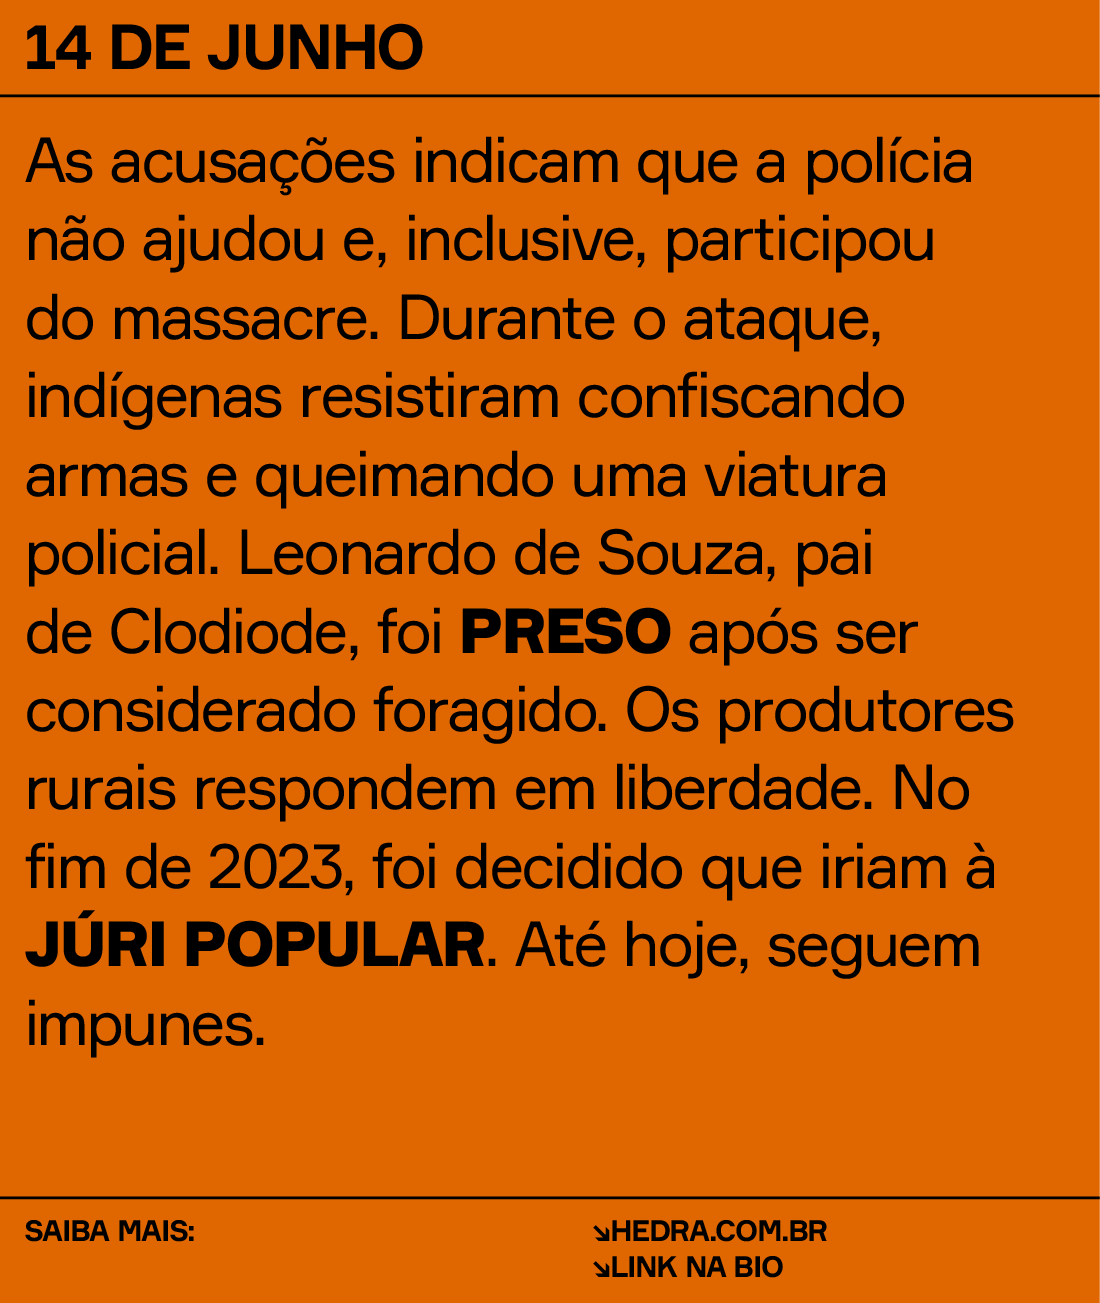 14 DE JUNHO
As acusações indicam que a polícia
não ajudou e, inclusive, participou
do massacre. Durante o ataque,
indígenas resistiram confiscando
armas e queimando uma viatura
policial. Leonardo de Souza, pai
de Clodiode, foi PRESO após ser
considerado foragido. Os produtores
rurais respondem em liberdade. No
fim de 2023, foi decidido que iriam à
JÚRI POPULAR. Até hoje, seguem
impunes.
SAIBA MAIS:
↘HEDRA.COM.BR
↘LINK NA BIO